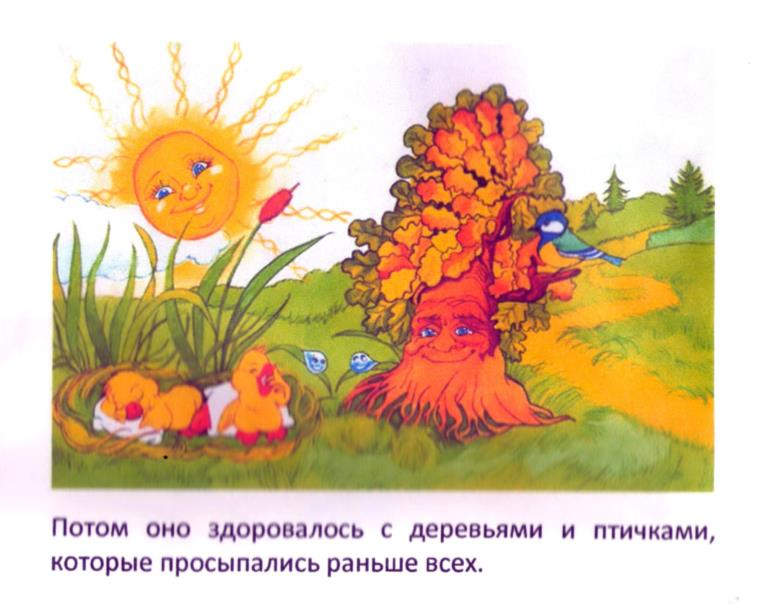 Потом оно здоровалось с деревьями и птичками,
которые просыпались раньше всех.